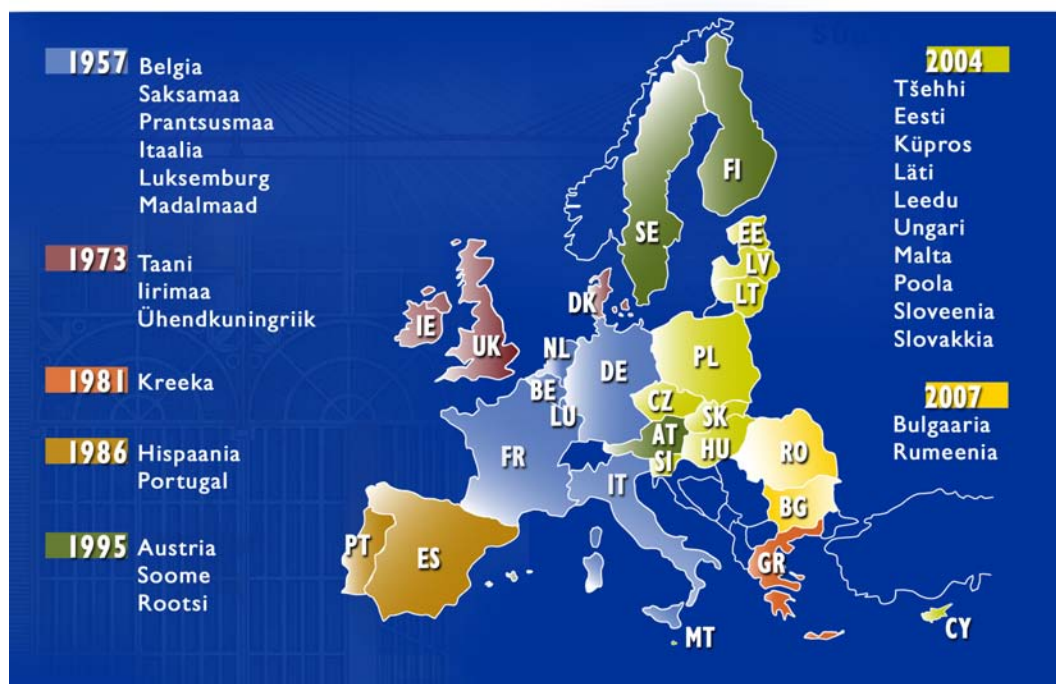 1957 Belgia
Saksamaa
Prantsusmaa
Itaalia
Luksemburg
Madalmaad
1973 Taani
Iirimaa
Ühendkuningriik
1981 Kreeka
1986 Hispaania
Portugal
1995 Austria
Soome
Rootsi
FI
SE
EE
LV
LT
DK
IE
UK
NL
DE
PL
BE
LU
CZ
SK
AT
HU
SI
FR
IT
RO
BG
PT
ES
GR
MT
CY
2004
Tšehhi
Eesti
Küpros
Läti
Leedu
Ungari
Malta
Poola
Sloveenia
Slovakkia
2007
Bulgaaria
Rumeenia